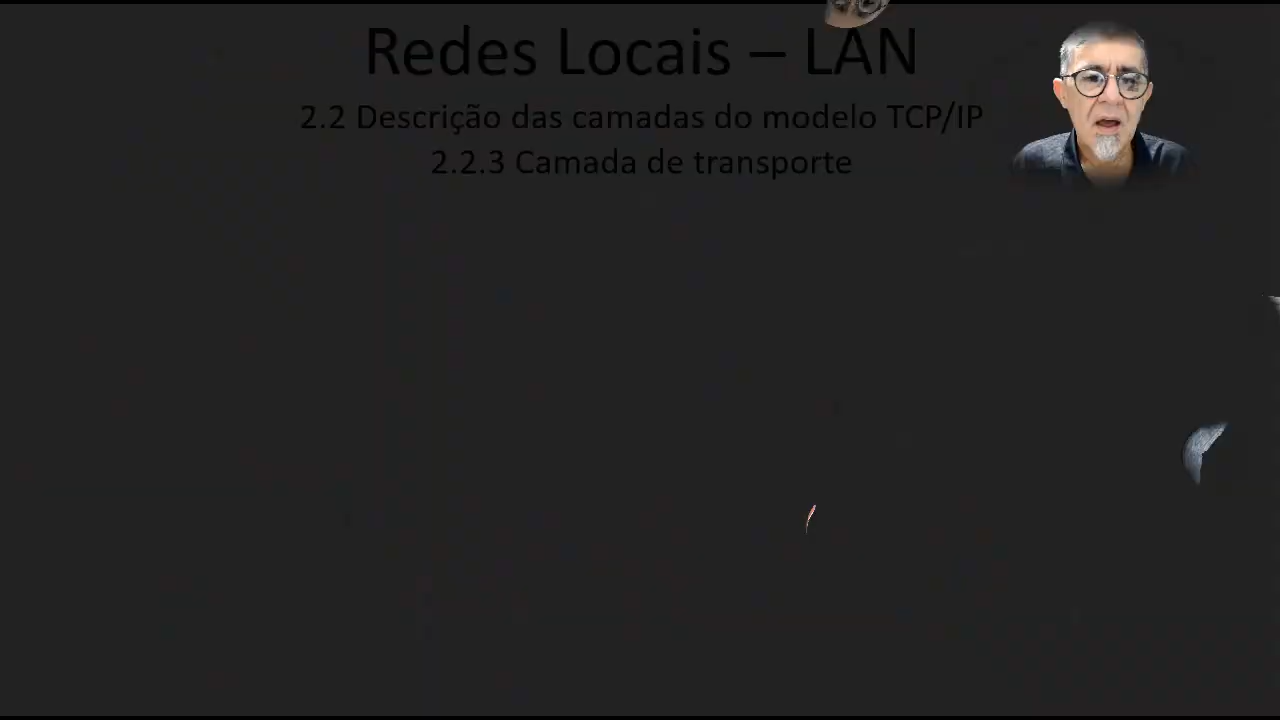 Redes Locais – LAN
2.2 Descrição das camadas do modelo TCP/IP
2.2.3 Camada de transporte